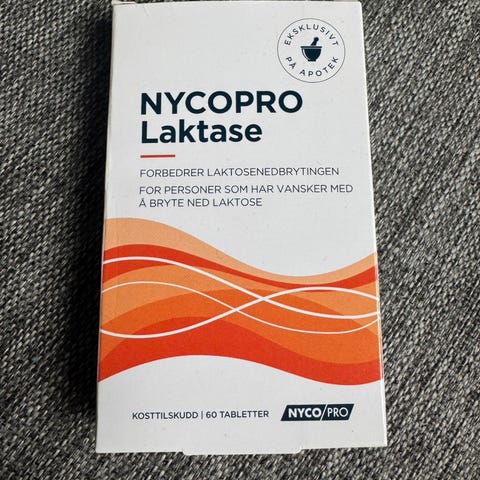 EKSKLUSIVT
PÅ APOTEK
NYCOPRO
Laktase
FORBEDRER LAKTOSENEDBRYTINGEN
FOR PERSONER SOM HAR VANSKER MED
Å BRYTE NED LAKTOSE
KOSTTILSKUDD | 60 TABLETTER
NYCO/PRO